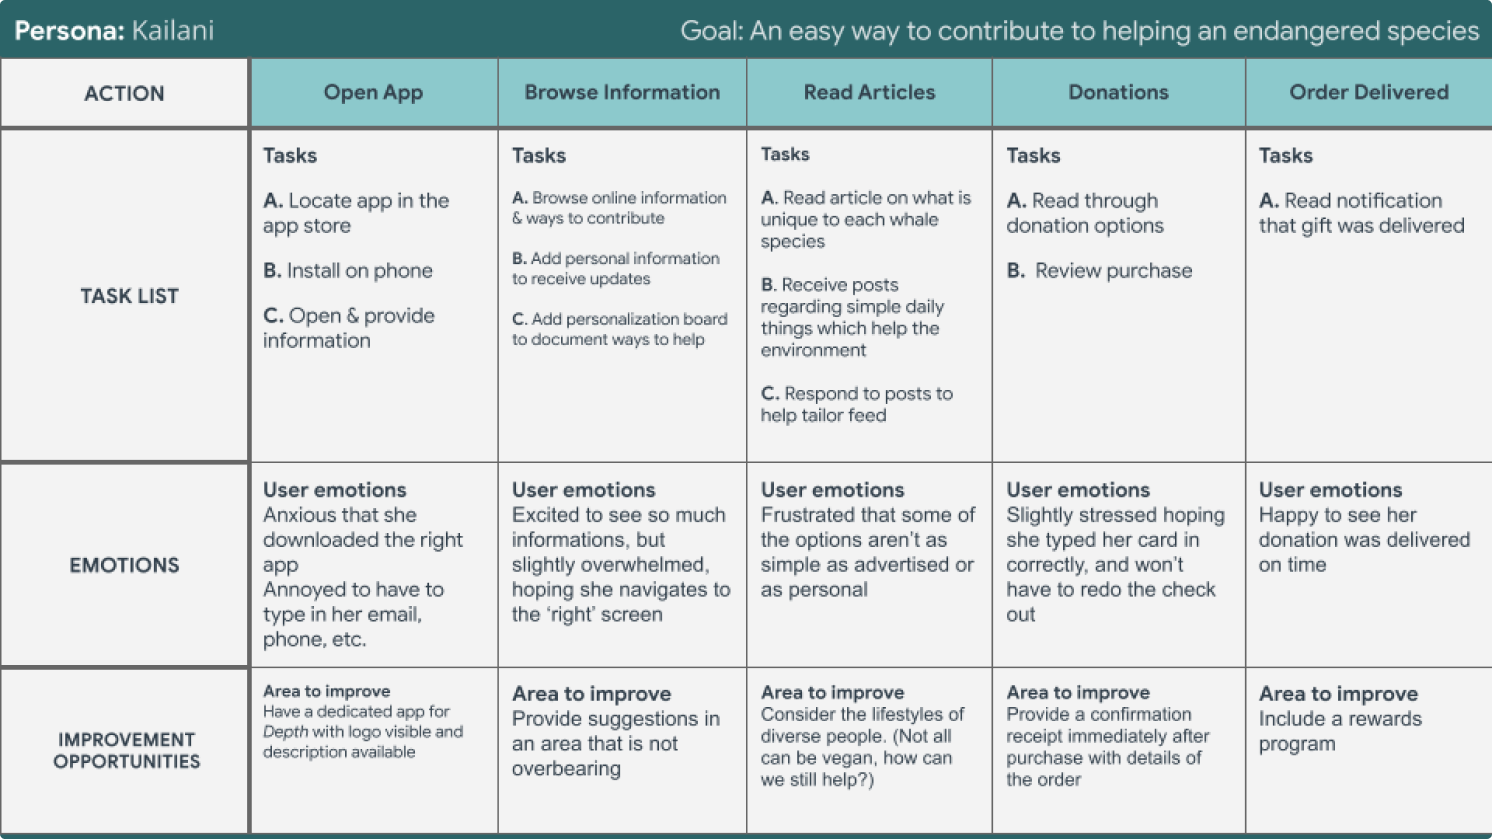 Persona: Kailani
Goal: An easy way to contribute to helping an endangered species
ACTION
Open App
Browse Information
Read Articles
Donations
Order Delivered
TASK LIST
Tasks
A. Locate app in the
app store
B. Install on phone
C. Open & provide
information
Tasks
A. Browse online information
& ways to contribute
B. Add personal information
to receive updates
C. Add personalization board
to document ways to help
Tasks
A. Read article on what is
unique to each whale
species
B. Receive posts
regarding simple daily
things which help the
environment
C. Respond to posts to
help tailor feed
Tasks
A. Read through
donation options
B. Review purchase
Tasks
A. Read notification
that gift was delivered
EMOTIONS
User emotions
Anxious that she
downloaded the right
app
Annoyed to have to
type in her email,
phone, etc.
User emotions
Excited to see so much
informations, but
slightly overwhelmed,
hoping she navigates to
the ‘right’ screen
User emotions
Frustrated that some of
the options aren’t as
simple as advertised or
as personal
User emotions
Slightly stressed hoping
she typed her card in
correctly, and won’t
have to redo the check
out
User emotions
Happy to see her
donation was delivered
on time
IMPROVEMENT
OPPORTUNITIES
Area to improve
Have a dedicated app for
Depth with logo visible and
description available
Area to improve
Provide suggestions in
an area that is not
overbearing
Area to improve
Consider the lifestyles of
diverse people. (Not all
can be vegan, how can
we still help?)
Area to improve
Provide a confirmation
receipt immediately after
purchase with details of
the order
Area to improve
Include a rewards
program